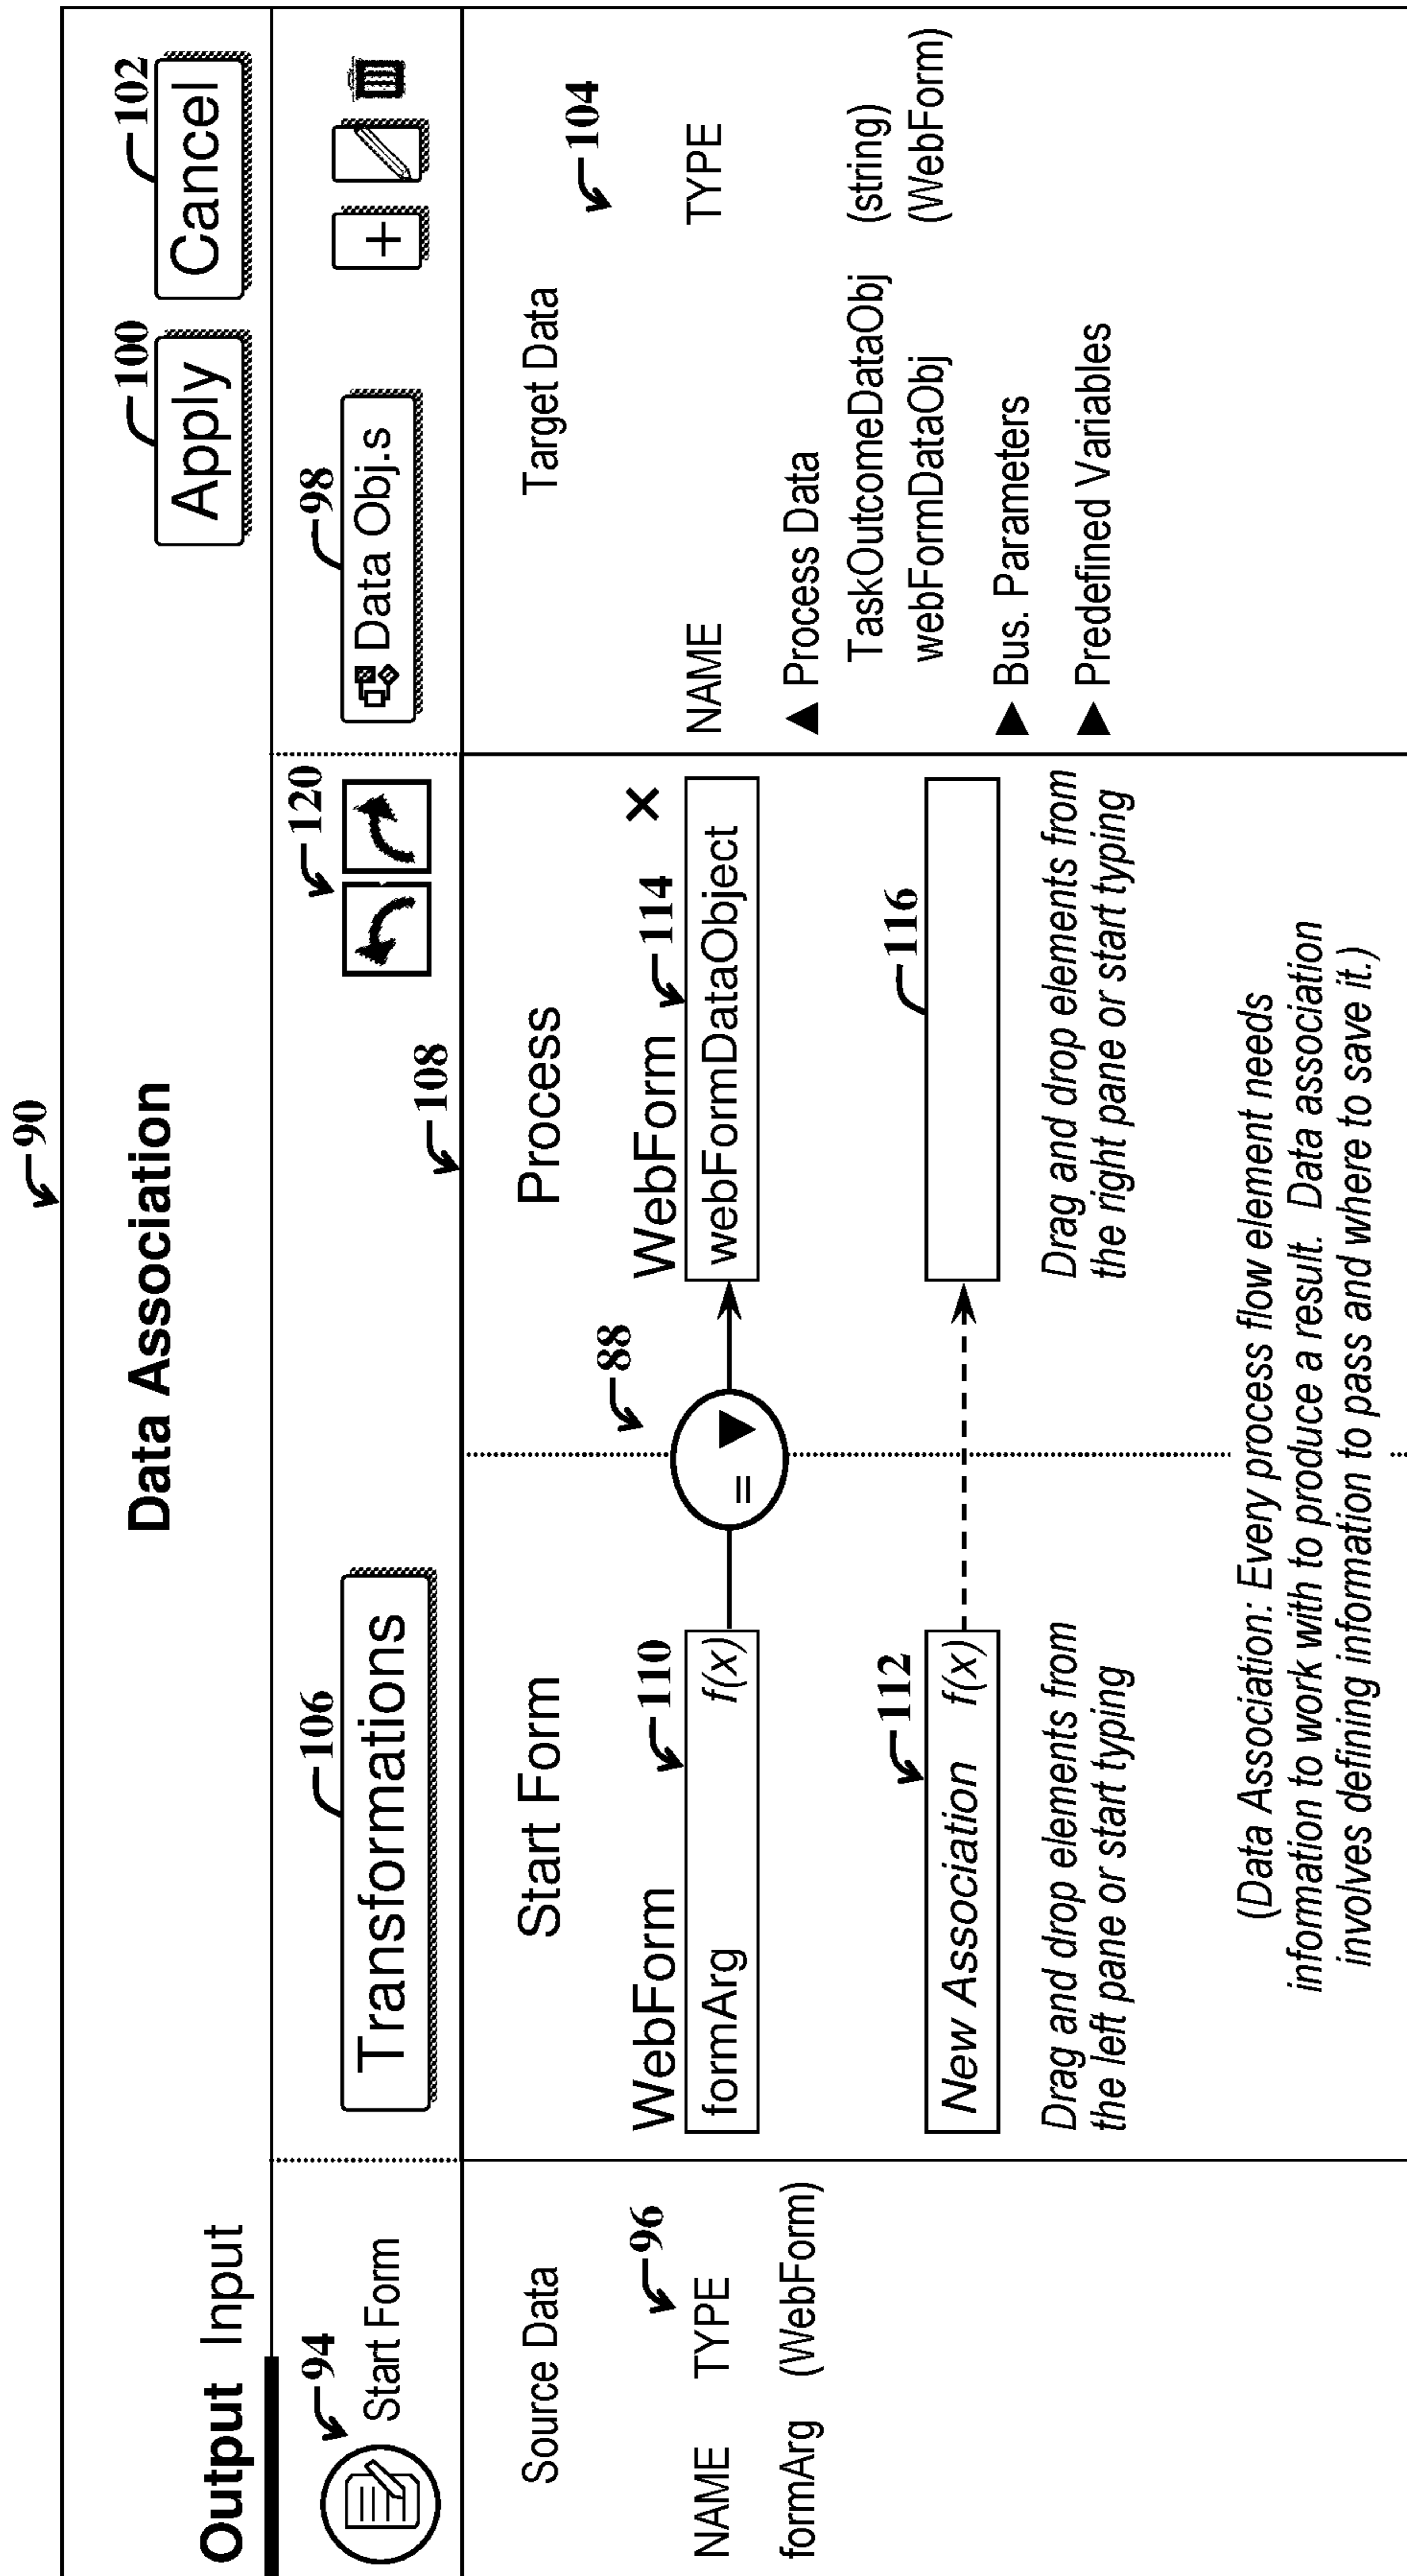 90
Data Association
100
102
Output Input
Apply
Cancel
94
Start Form
106
Transformations
120
98
Data Obj.s
+
108
Source Data
96
NAME TYPE
formArg (WebForm)
Start Form
Process
88
WebForm
110
formArg f(x)
=
WebForm
114
×
webFormDataObject
112
New Association f(x)
116
Drag and drop elements from
the left pane or start typing
Drag and drop elements from
the right pane or start typing
(Data Association: Every process flow element needs
information to work with to produce a result. Data association
involves defining information to pass and where to save it.)
Target Data
104
NAME TYPE
▲ Process Data
TaskOutcomeDataObj (string)
webFormDataObj (WebForm)
▶ Bus. Parameters
▶ Predefined Variables